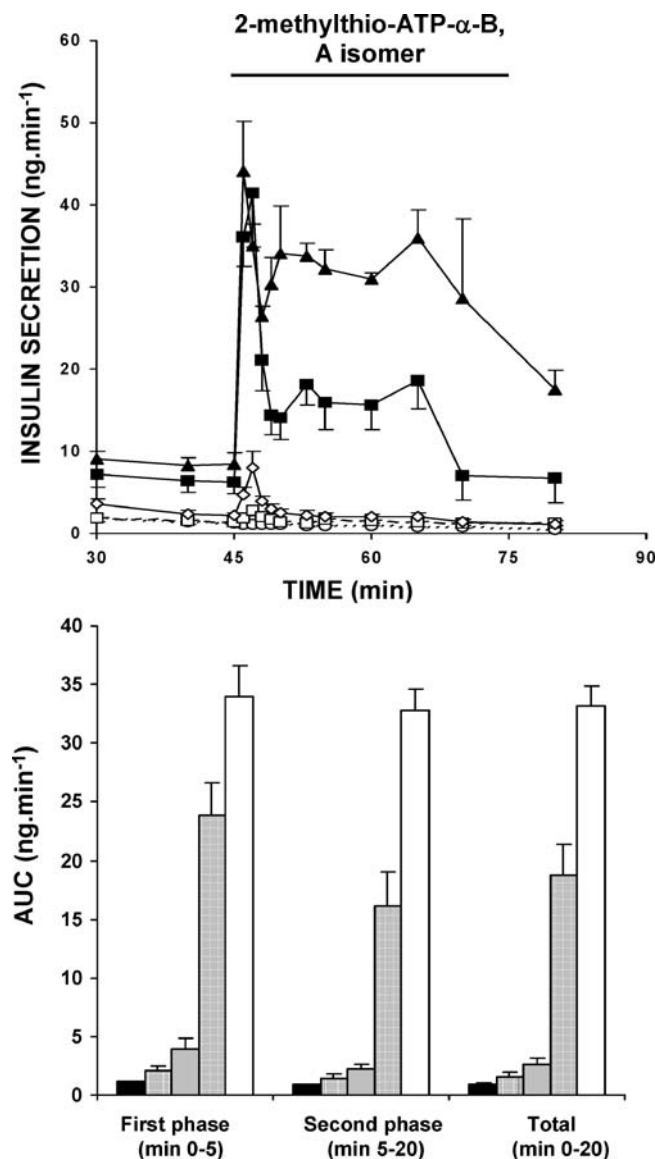 2-methylthio-ATP-α-B,
A isomer
INSULIN SECRETION (ng.min-1)
60
50
40
30
20
10
0
30 45 60 75 90
TIME (min)
AUC (ng.min-1)
40
35
30
25
20
15
10
5
0
First phase Second phase Total
(min 0-5) (min 5-20) (min 0-20)